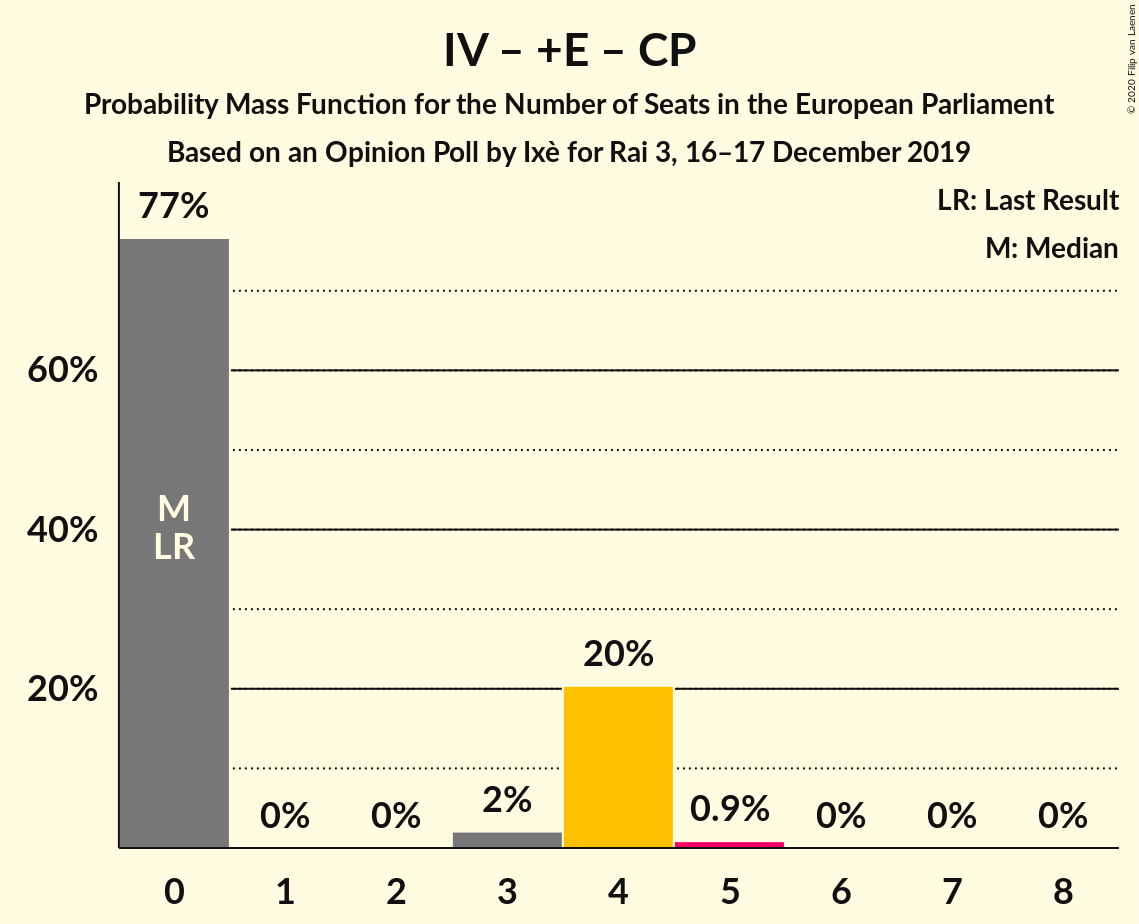 IV – +E – CP
Probability Mass Function for the Number of Seats in the European Parliament
Based on an Opinion Poll by Ixè for Rai 3, 16–17 December 2019
© 2020 Filip van Laenen
LR: Last Result
M: Median
77%
60%
40%
20%
M
LR
0%
0%
2%
20%
0.9%
0%
0%
0%
0 1 2 3 4 5 6 7 8